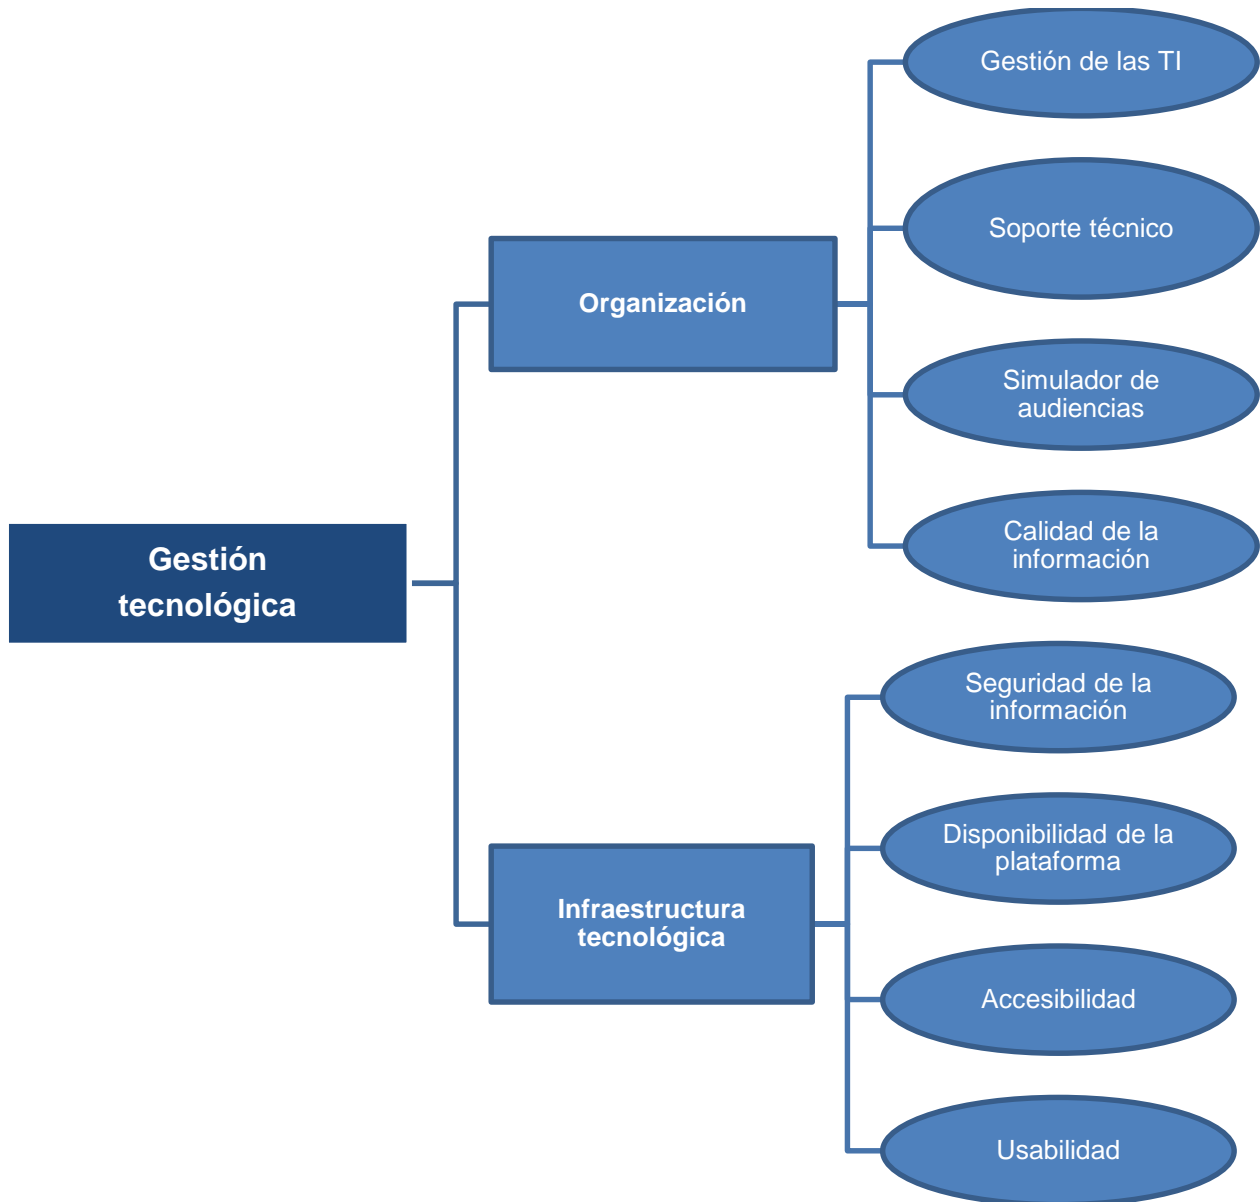 Gestión de las TI
Soporte técnico
Organización
Simulador de
audiencias
Calidad de la
información
Gestión
tecnológica
Seguridad de la
información
Disponibilidad de la
plataforma
Infraestructura
tecnológica
Accesibilidad
Usabilidad